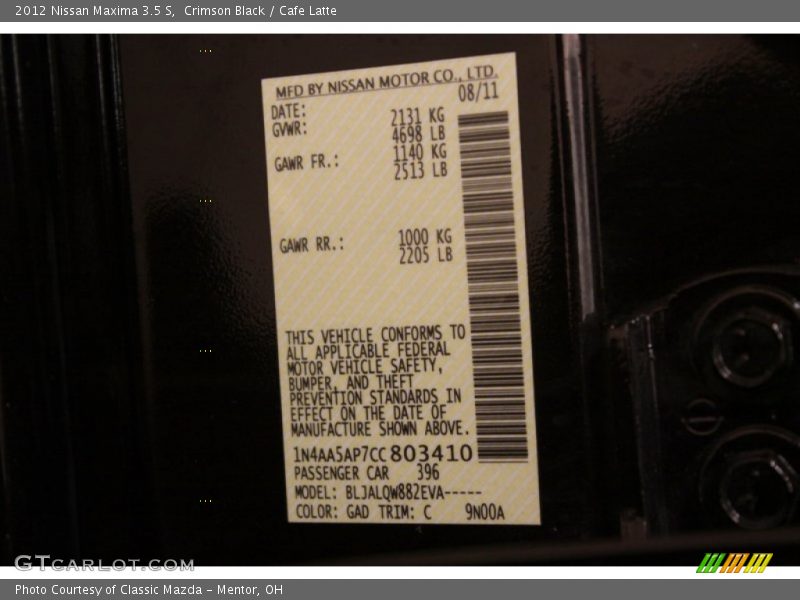 2012 Nissan Maxima 3.5 S,  Crimson Black / Cafe Latte
MFD BY NISSAN MOTOR CO., LTD.
DATE: 08/11
GVWR: 2131 KG
4698 LB
GAWR FR.: 1140 KG
2513 LB
GAWR RR.: 1000 KG
2205 LB
THIS VEHICLE CONFORMS TO
ALL APPLICABLE FEDERAL
MOTOR VEHICLE SAFETY,
BUMPER, AND THEFT
PREVENTION STANDARDS IN
EFFECT ON THE DATE OF
MANUFACTURE SHOWN ABOVE.
1N4AA5AP7CC803410
PASSENGER CAR 396
MODEL: BLJALQW882EVA-----
COLOR: GAD TRIM: C 9N00A
GTCARLOT.COM
Photo Courtesy of Classic Mazda - Mentor, OH